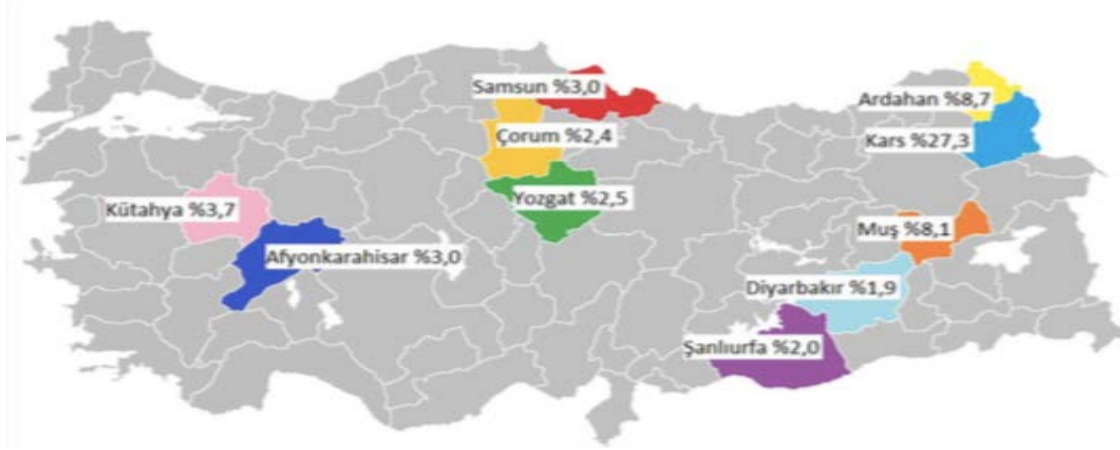 Samsun %3,0
Ardahan %8,7
Çorum %2,4
Kars %27,3
Yozgat %2,5
Kütahya %3,7
Muş %8,1
Afyonkarahisar %3,0
Diyarbakır %1,9
Şanlıurfa %2,0